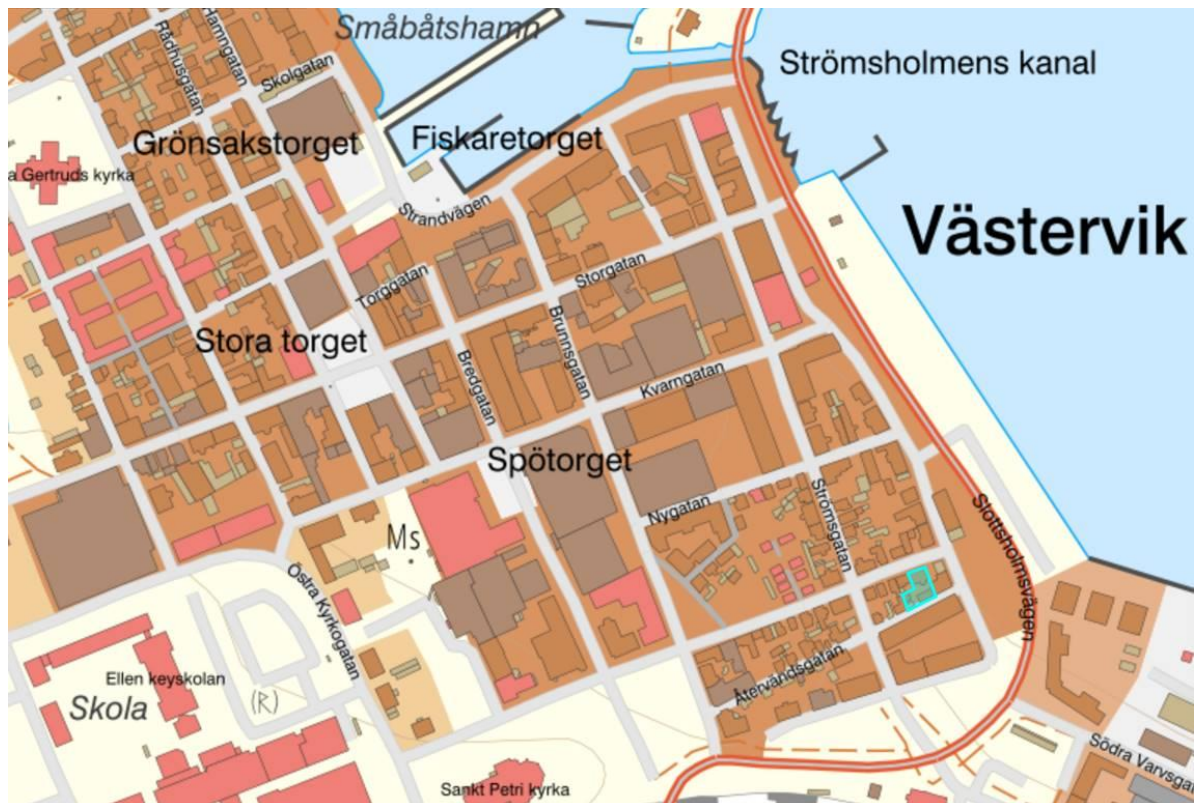 Småbåtshamn
Hamngatan
Rådhusgatan
Skolgatan
Strömsholmens kanal
Grönsakstorget
Fiskaretorget
a Gertruds kyrka
Strandvägen
Västervik
Storgatan
Torggatan
Stora torget
Brunnsgatan
Bredgatan
Kvarngatan
Spötorget
Nygatan
Strömsgatan
Slottsholmsvägen
Ms
Östra Kyrkogatan
Återvändsgatan
Ellen keyskolan
Skola
(R)
Södra Varvsgat
Sankt Petri kyrka